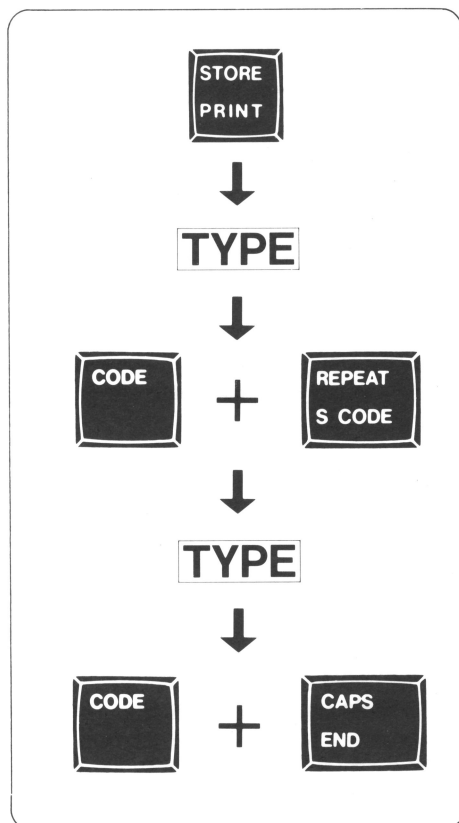 STORE
PRINT
TYPE
CODE + REPEAT
S CODE
TYPE
CODE + CAPS
END